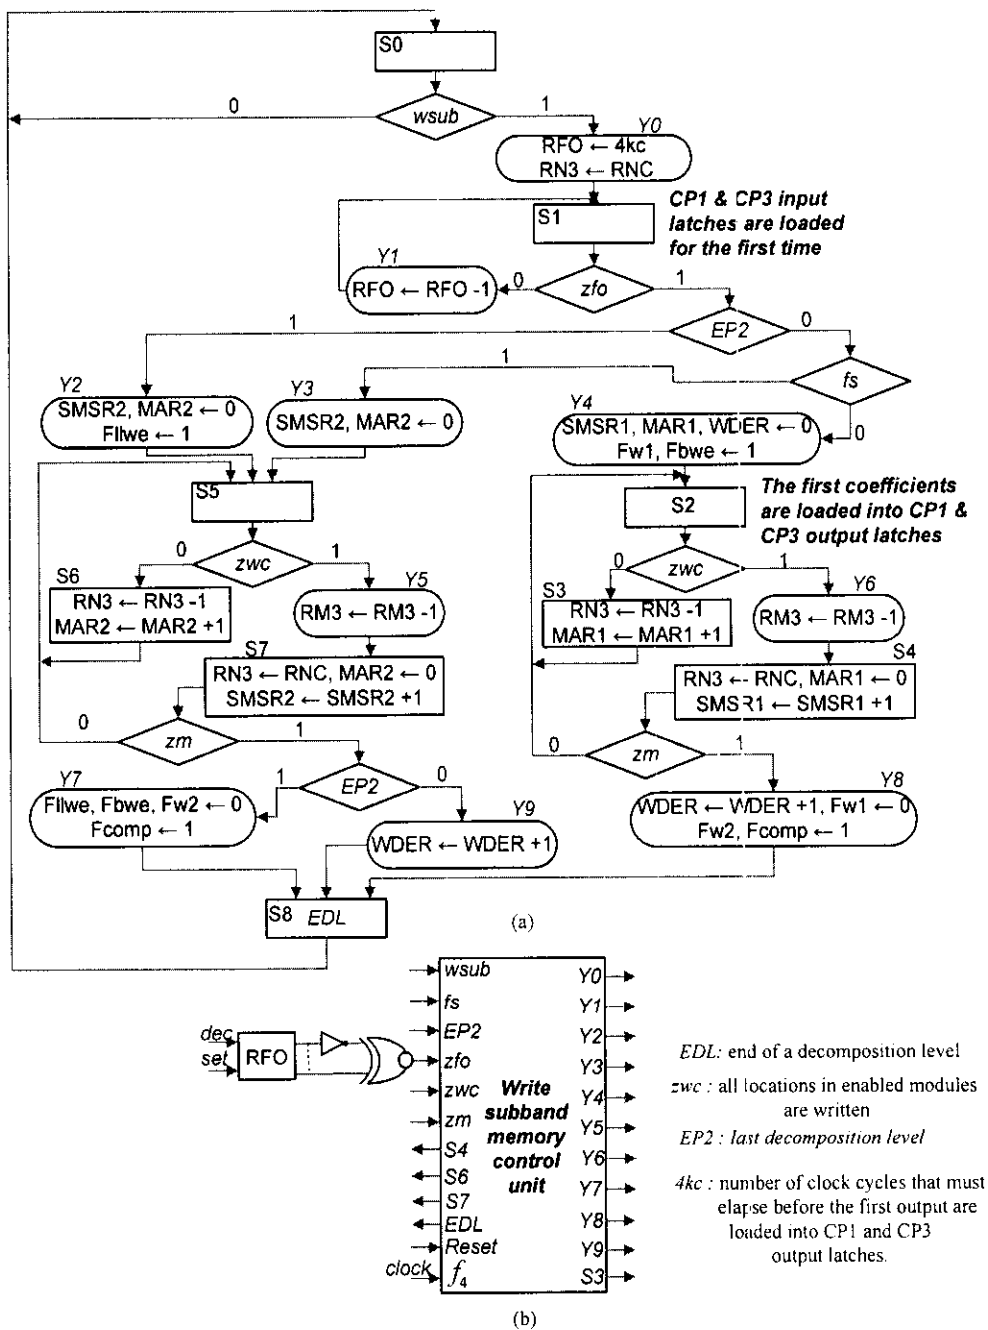 S0
0
wsub
1
Y0
RFO ← 4kc
RN3 ← RNC
S1
CP1 & CP3 input
latches are loaded
for the first time
Y1
RFO ← RFO -1
0
zfo
1
1
EP2
0
1
fs
0
Y2
SMSR2, MAR2 ← 0
Fllwe ← 1
Y3
SMSR2, MAR2 ← 0
Y4
SMSR1, MAR1, WDER ← 0
Fw1, Fbwe ← 1
S5
S2
The first coefficients
are loaded into CP1 &
CP3 output latches
0
zwc
1
0
zwc
1
S6
RN3 ← RN3 -1
MAR2 ← MAR2 +1
Y5
RM3 ← RM3 -1
S3
RN3 ← RN3 -1
MAR1 ← MAR1 +1
Y6
RM3 ← RM3 -1
S7
RN3 ← RNC, MAR2 ← 0
SMSR2 ← SMSR2 +1
S4
RN3 ← RNC, MAR1 ← 0
SMSR1 ← SMSR1 +1
0
zm
1
0
zm
1
Y7
Fllwe, Fbwe, Fw2 ← 0
Fcomp ← 1
1
EP2
0
Y9
WDER ← WDER +1
Y8
WDER ← WDER +1, Fw1 ← 0
Fw2, Fcomp ← 1
S8 EDL
(a)
dec
set
RFO
wsub
fs
EP2
zfo
zwc
zm
S4
S6
S7
EDL
Reset
clock
f4
Write
subband
memory
control
unit
Y0
Y1
Y2
Y3
Y4
Y5
Y6
Y7
Y8
Y9
S3
(b)
EDL: end of a decomposition level
zwc : all locations in enabled modules
are written
EP2 : last decomposition level
4kc : number of clock cycles that must
elapse before the first output are
loaded into CP1 and CP3
output latches.